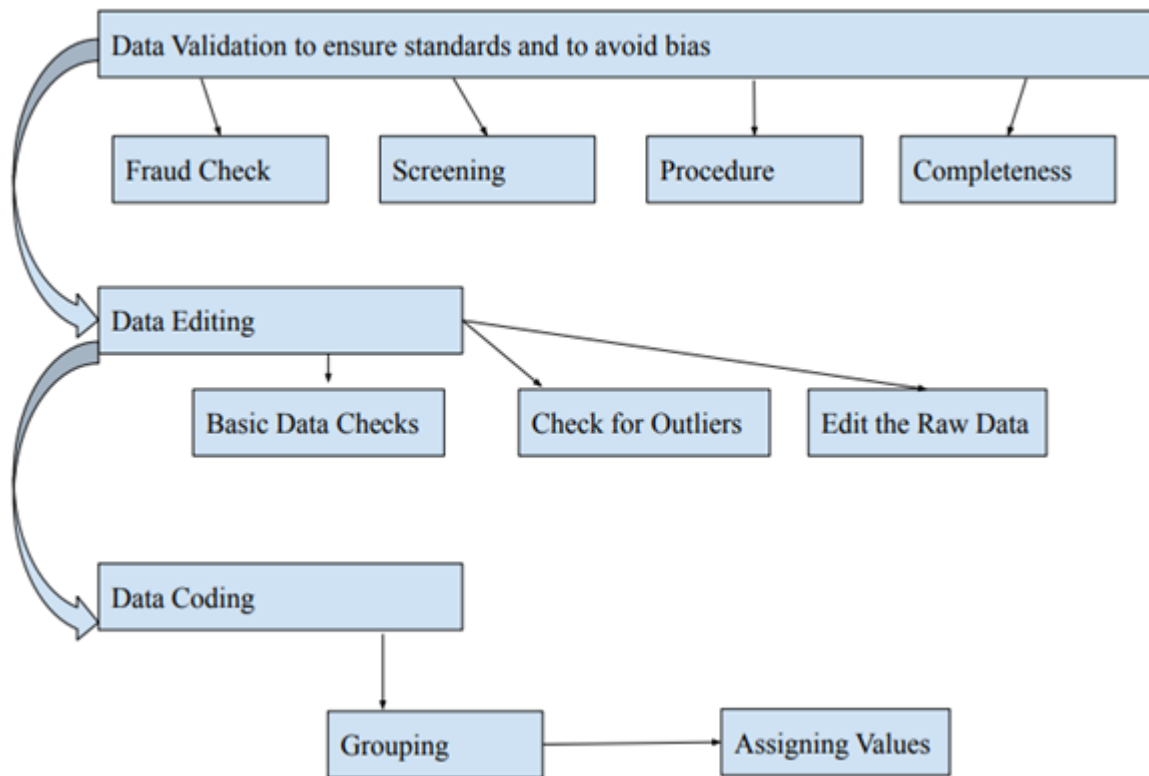 Data Validation to ensure standards and to avoid bias
Fraud Check
Screening
Procedure
Completeness
Data Editing
Basic Data Checks
Check for Outliers
Edit the Raw Data
Data Coding
Grouping
Assigning Values